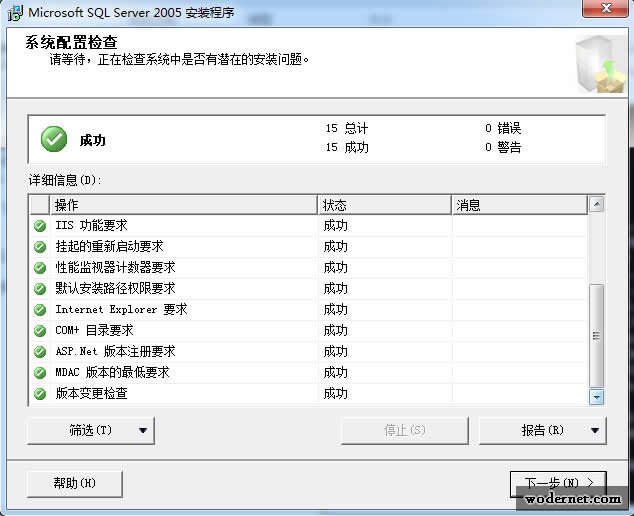 Microsoft SQL Server 2005 安装程序
系统配置检查
请等待，正在检查系统中是否有潜在的安装问题。
成功
15 总计
0 错误
15 成功
0 警告
详细信息(D):
操作 状态 消息
IIS 功能要求 成功
挂起的重新启动要求 成功
性能监视器计数器要求 成功
默认安装路径权限要求 成功
Internet Explorer 要求 成功
COM+ 目录要求 成功
ASP.Net 版本注册要求 成功
MDAC 版本的最低要求 成功
版本变更检查 成功
筛选(T) 停止(S) 报告(R)
帮助(H) 下一步(N) >
wodernet.com